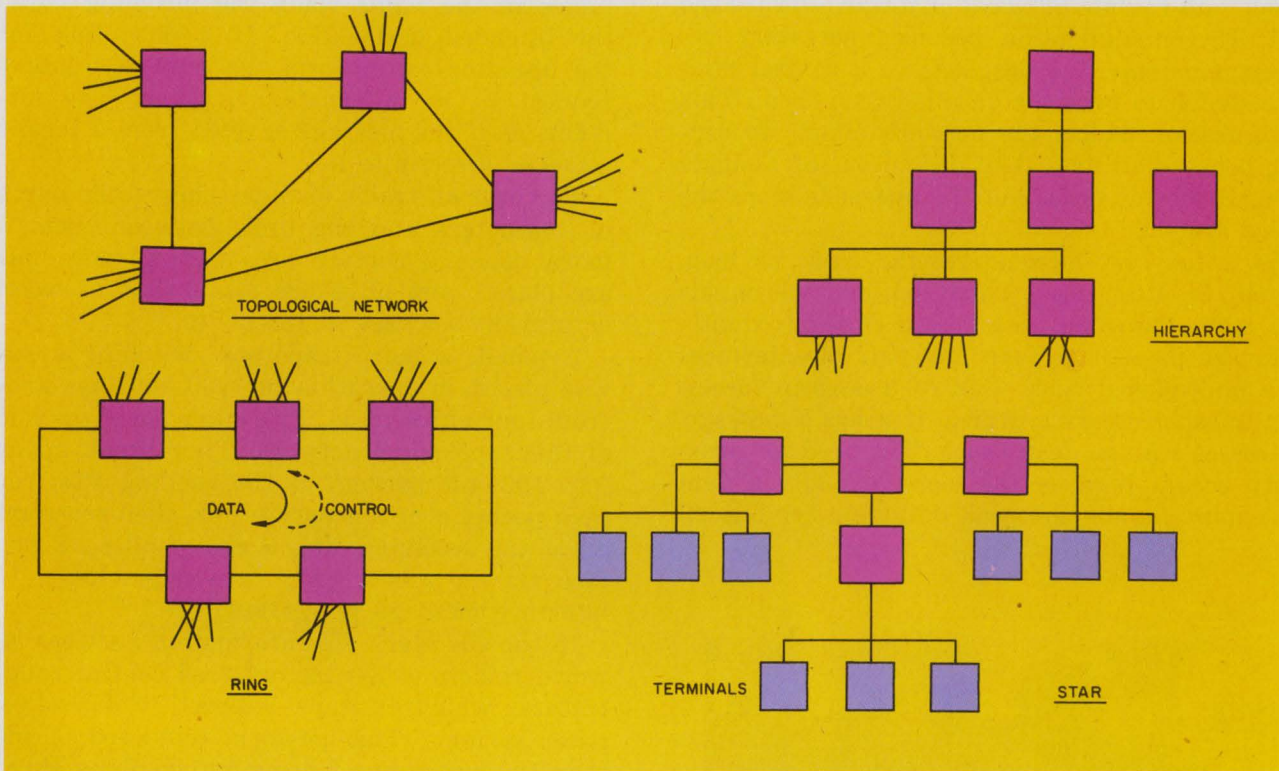 TOPOLOGICAL NETWORK
HIERARCHY
DATA
CONTROL
RING
TERMINALS
STAR